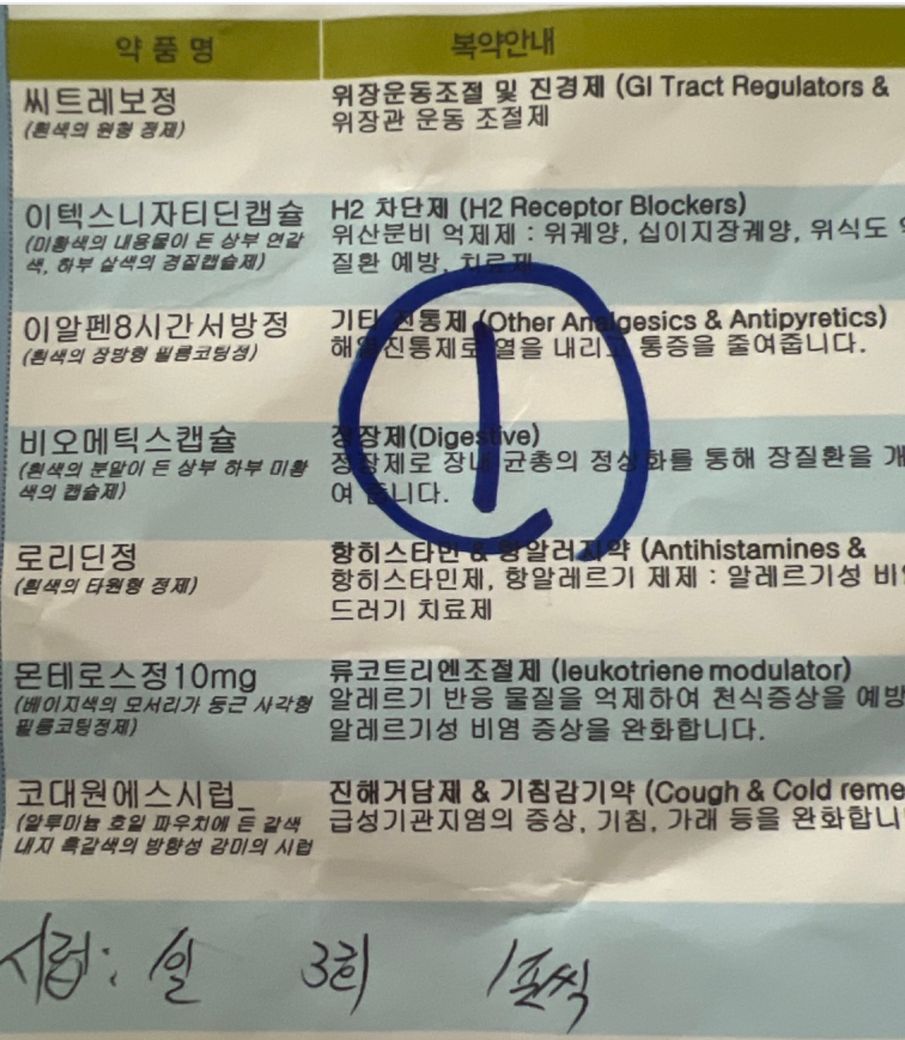 약 품 명 복약안내
씨트레보정 위장운동조절 및 진경제 (GI Tract Regulators &
(흰색의 원형 정제) 위장관 운동 조절제
이텍스니자티딘캡슐 H2 차단제 (H2 Receptor Blockers)
(미황색의 내용물이 든 상부 연갈 위산분비 억제제 : 위궤양, 십이지장궤양, 위식도
색, 하부 살색의 경질캡슐제) 질환 예방, 치료제
이알펜8시간서방정 기타 진통제 (Other Analgesics & Antipyretics)
(흰색의 장방형 필름코팅정) 해열진통제로 열을 내리고 통증을 줄여줍니다.
비오메틱스캡슐 정장제(Digestive)
(흰색의 분말이 든 상부 하부 미황 정장제로 장내 균총의 정상화를 통해 장질환을 개
색의 캡슐제) 여 줍니다.
로리딘정 항히스타민 & 항알러지약 (Antihistamines &
(흰색의 타원형 정제) 항히스타민제, 항알레르기 제제 : 알레르기성 비
드러기 치료제
몬테로스정10mg 류코트리엔조절제 (leukotriene modulator)
(베이지색의 모서리가 둥근 사각형 알레르기 반응 물질을 억제하여 천식증상을 예방
필름코팅정제) 알레르기성 비염 증상을 완화합니다.
코대원에스시럽_ 진해거담제 & 기침감기약 (Cough & Cold reme
(알루미늄 호일 파우치에 든 갈색 급성기관지염의 증상, 기침, 가래 등을 완화합니
내지 흑갈색의 방향성 감미의 시럽
1
시럽: 1일 3회 1포씩